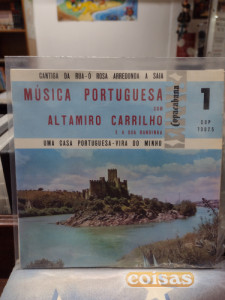 CANTIGA DA RUA-Ó ROSA ARREDONDA A SAIA
MÚSICA PORTUGUESA
COM
ALTAMIRO CARRILHO
E A SUA BANDINHA
UMA CASA PORTUGUESA-VIRA DO MINHO
Copacabana
1
CUP
coisas